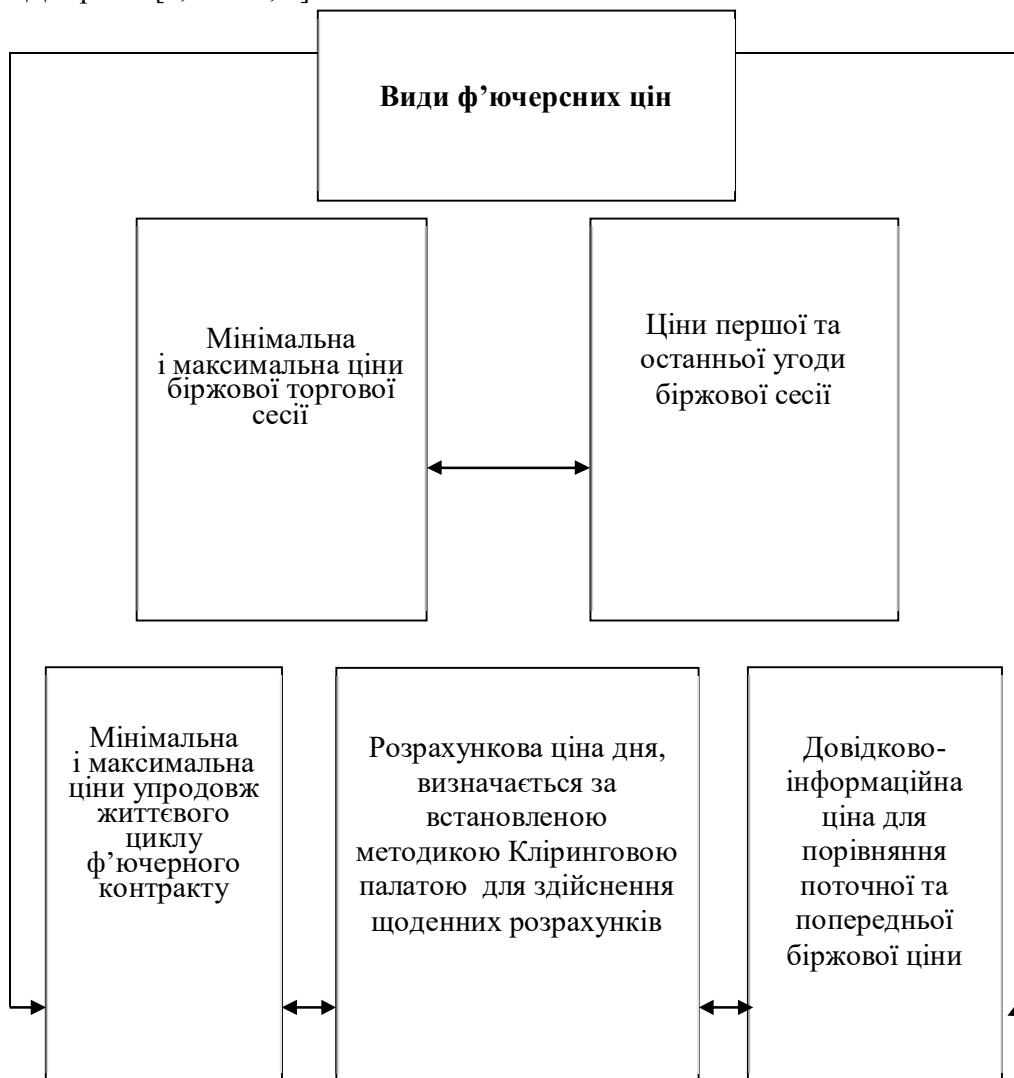 Види ф’ючерсних цін
Мінімальна
і максимальна ціни
біржової торгової
сесії
Ціни першої та
останньої угоди
біржової сесії
Мінімальна
і максимальна
ціни упродовж
життєвого
циклу
ф’ючерного
контракту
Розрахункова ціна дня,
визначається за
встановленою
методикою Кліринговою
палатою для здійснення
щоденних розрахунків
Довідково-
інформаційна
ціна для
порівняння
поточної та
попередньої
біржової ціни